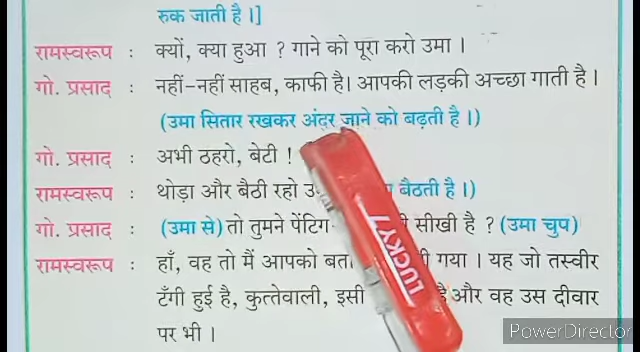 रुक जाती है।]
रामस्वरूप : क्यों, क्या हुआ ? गाने को पूरा करो उमा ।
गो. प्रसाद : नहीं-नहीं साहब, काफी है। आपकी लड़की अच्छा गाती है ।
(उमा सितार रखकर अंदर जाने को बढ़ती है ।)
गो. प्रसाद : अभी ठहरो, बेटी !
रामस्वरूप : थोड़ा और बैठी रहो बैठती है ।)
गो. प्रसाद : (उमा से) तो तुमने पेंटिग- सीखी है ? (उमा चुप)
रामस्वरूप : हाँ, वह तो मैं आपको गया । यह जो तस्वीर
टँगी हुई है, कुत्तेवाली, इसी है और वह उस दीवार
पर भी ।
LUCKY7
PowerDirector